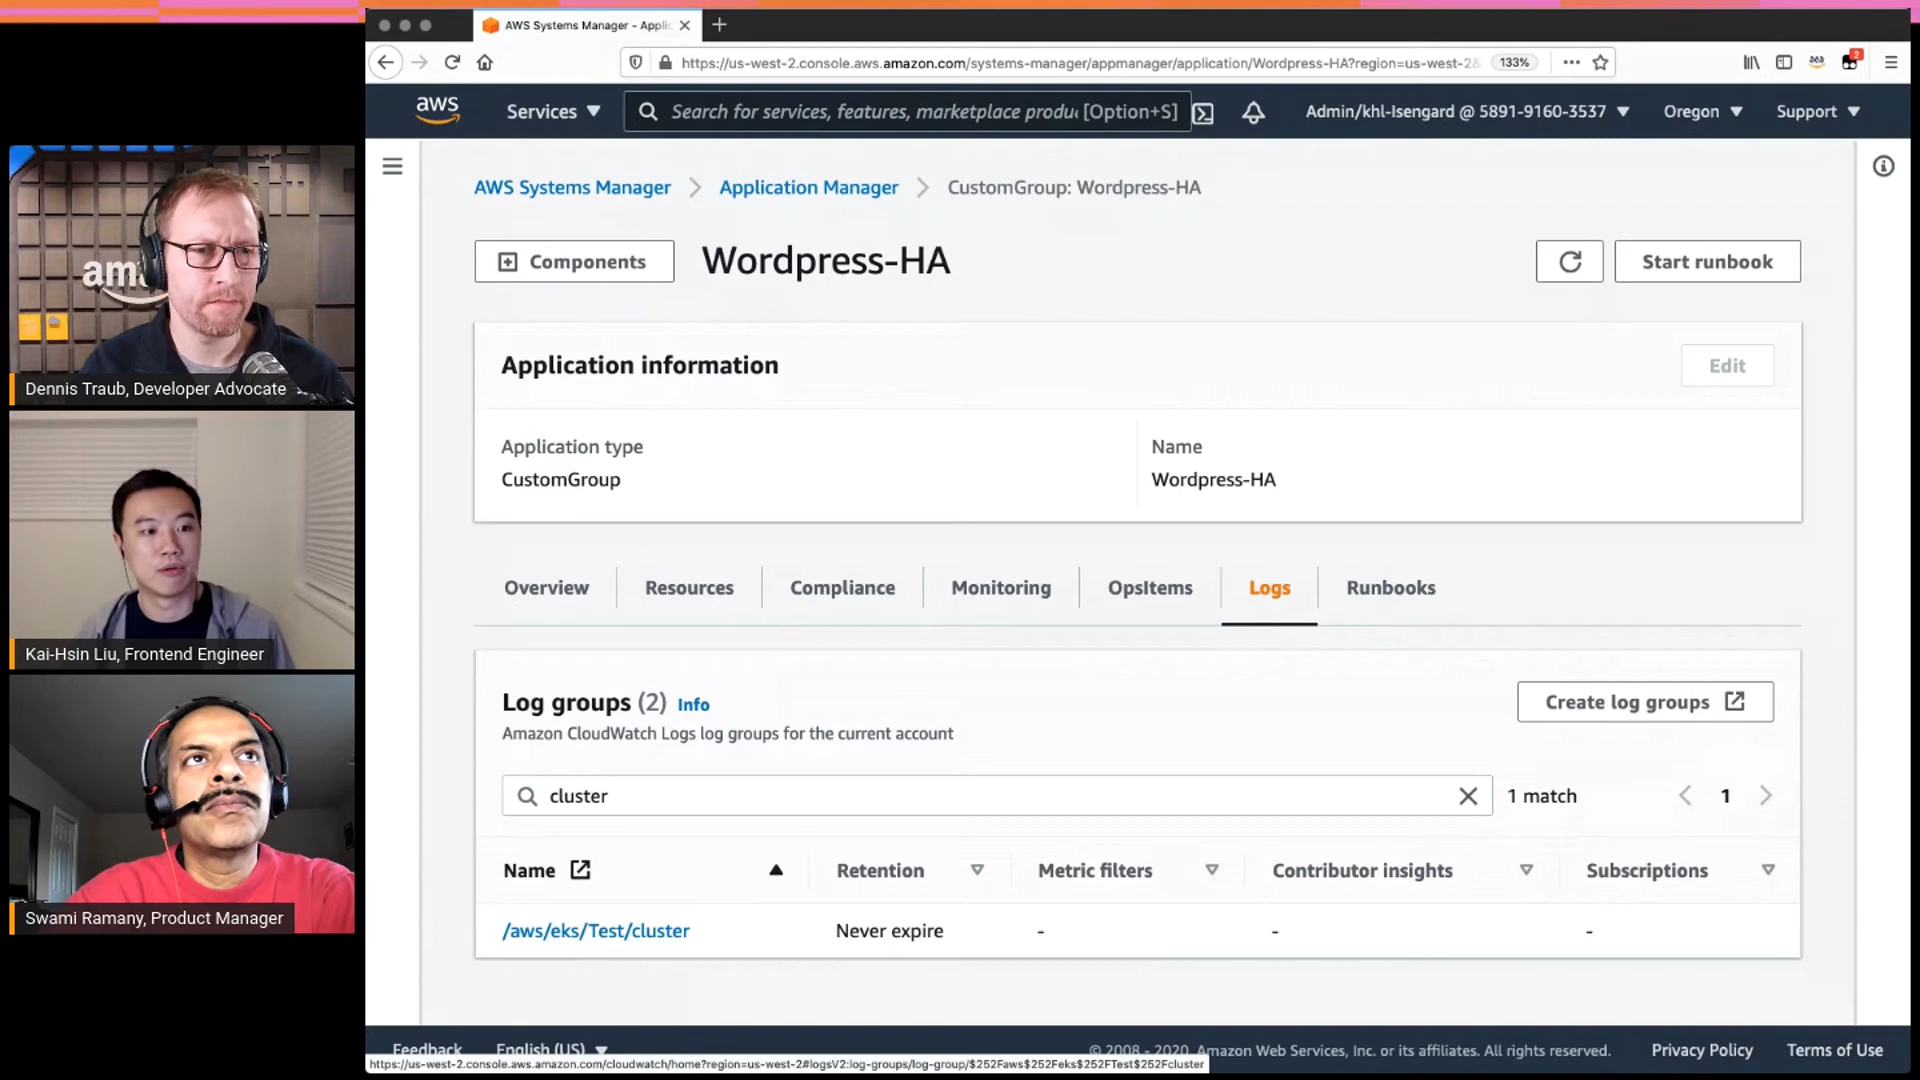 AWS Systems Manager - Applic
https://us-west-2.console.aws.amazon.com/systems-manager/appmanager/application/Wordpress-HA?region=us-west-2&
133%
2
aws
Services
Search for services, features, marketplace produc [Option+S]
Admin/khl-Isengard @ 5891-9160-3537
Oregon
Support
AWS Systems Manager
Application Manager
CustomGroup: Wordpress-HA
Components
Wordpress-HA
Start runbook
Application information
Edit
Application type
CustomGroup
Name
Wordpress-HA
Overview
Resources
Compliance
Monitoring
OpsItems
Logs
Runbooks
Log groups (2) Info
Amazon CloudWatch Logs log groups for the current account
Create log groups
cluster
1 match
1
Name
Retention
Metric filters
Contributor insights
Subscriptions
/aws/eks/Test/cluster
Never expire
-
-
-
Feedback
English (US)
© 2008 - 2020, Amazon Web Services, Inc. or its affiliates. All rights reserved.
Privacy Policy
Terms of Use
https://us-west-2.console.aws.amazon.com/cloudwatch/home?region=us-west-2#logsV2:log-groups/log-group/$252Faws$252Feks$252FTest$252Fcluster
Dennis Traub, Developer Advocate
Kai-Hsin Liu, Frontend Engineer
Swami Ramany, Product Manager